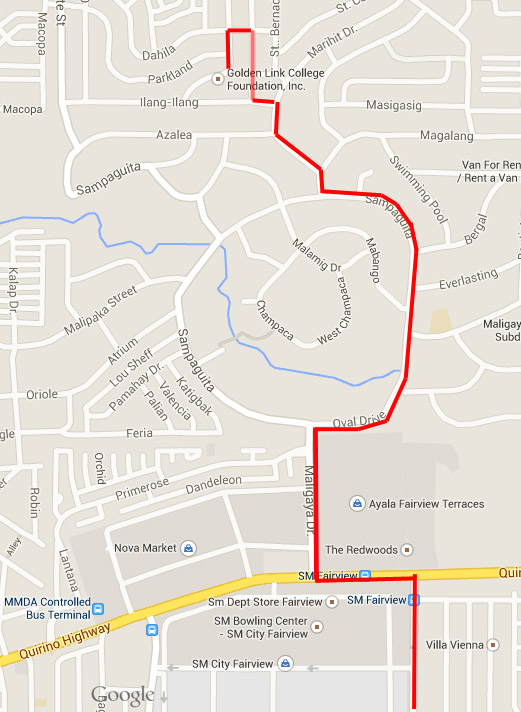 Macopa
te St
St. Berna
St. C
Marihit Dr.
Dahila
Parkland
Golden Link College
Foundation, Inc.
Macopa
Ilang-Ilang
Masigasig
Azalea
Magalang
Swimming Pool
Van For Ren
/ Rent a Van
Sampaguita
Sampaguita
Bergal
Malamig Dr
Mabango
Everlasting
Kalap Dr.
Malipaka Street
Champaca
West Champaca
Maligay
Subd
Atrium
Sampaguita
Lou Sheff
Pamahay Dr.
Katigbak
Valencia
Palian
Oriole
gle
Feria
Oval Drive
Orchid
Primerose
Dandeleon
Maligaya Dr.
Robin
Ayala Fairview Terraces
Alley
Lantana
Nova Market
The Redwoods
SM Fairview
Quir
MMDA Controlled
Bus Terminal
Sm Dept Store Fairview
SM Fairview
SM Bowling Center
- SM City Fairview
Quirino Highway
Villa Vienna
SM City Fairview
Google